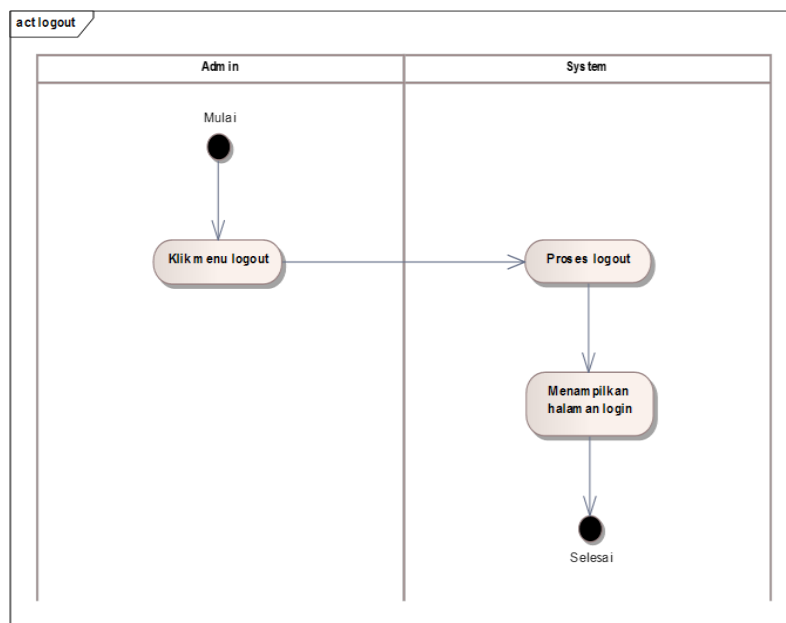 act logout
Admin
System
Mulai
Klik menu logout
Proses logout
Menampilkan
halaman login
Selesai